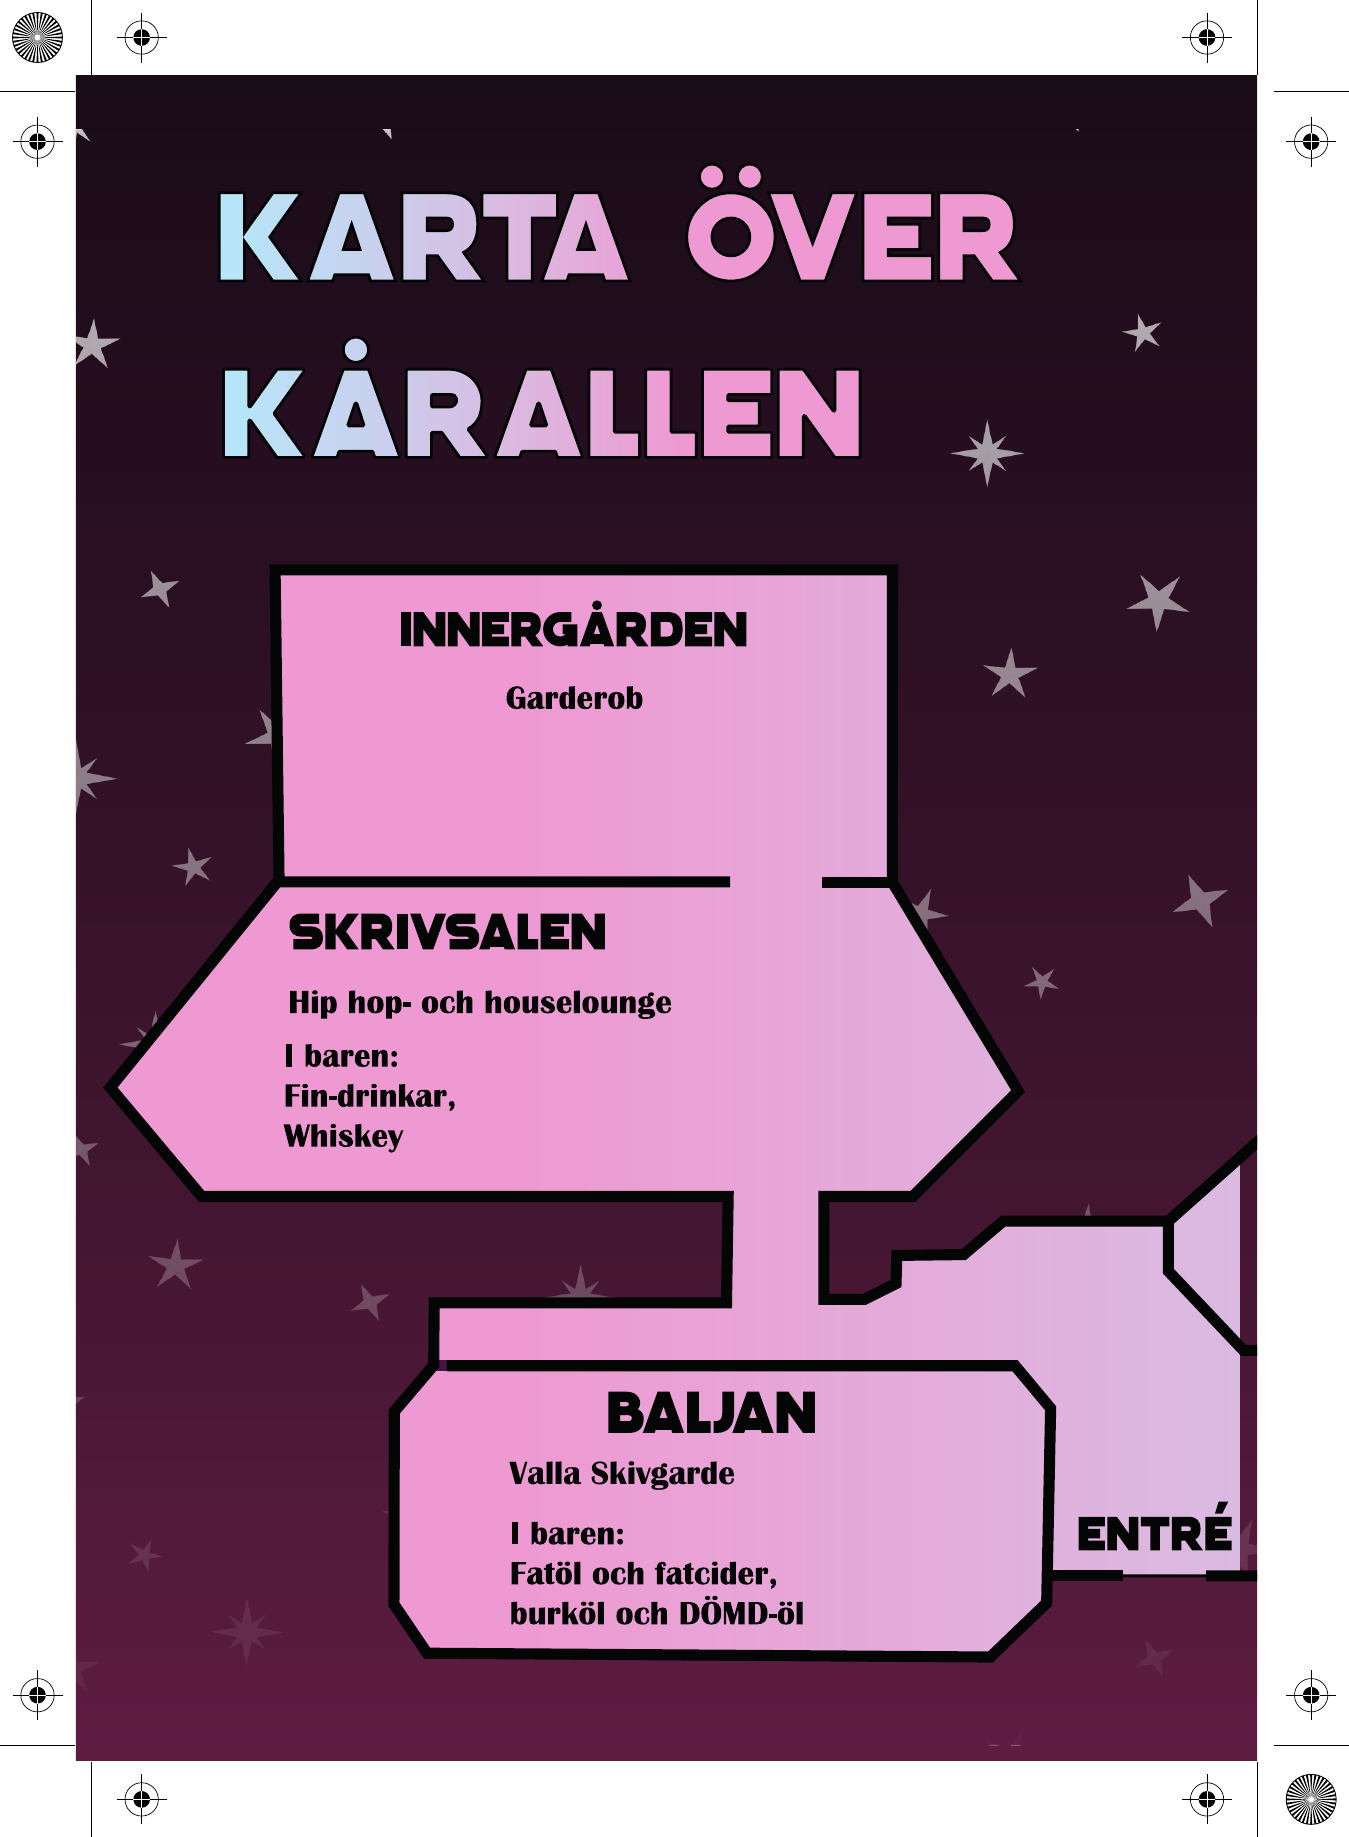 KARTA ÖVER
KÅRALLEN
INNERGÅRDEN
Garderob
SKRIVSALEN
Hip hop- och houselounge
I baren:
Fin-drinkar,
Whiskey
BALJAN
Valla Skivgarde
I baren:
Fatöl och fatcider,
burköl och DÖMD-öl
ENTRÉ